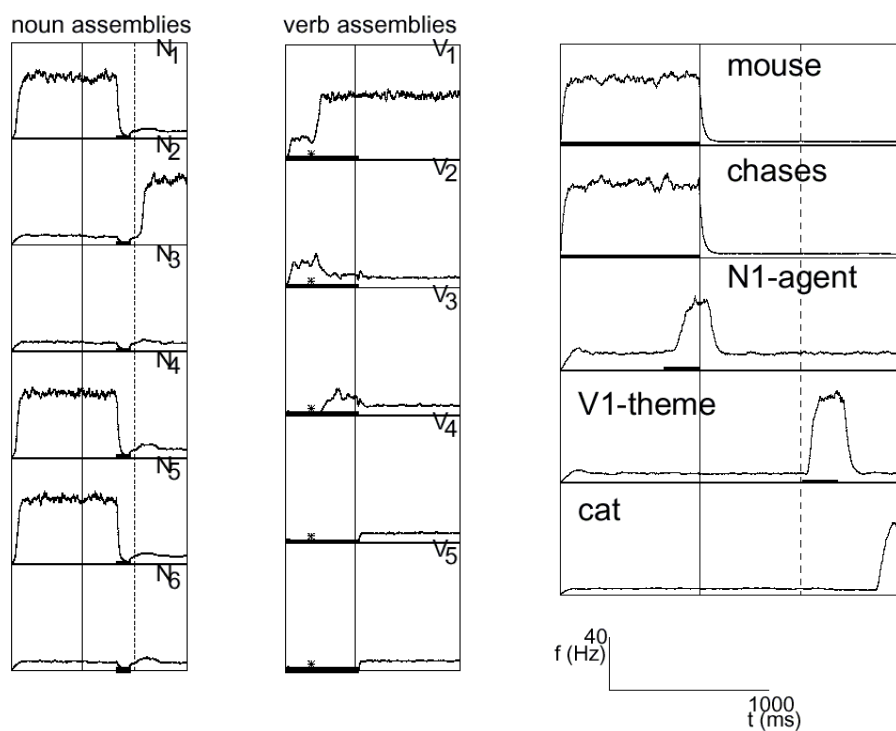 noun assemblies
N1
N2
N3
N4
N5
N6
verb assemblies
V1
*
V2
*
V3
*
V4
*
V5
*
mouse
chases
N1-agent
V1-theme
cat
40
f (Hz)
1000
t (ms)